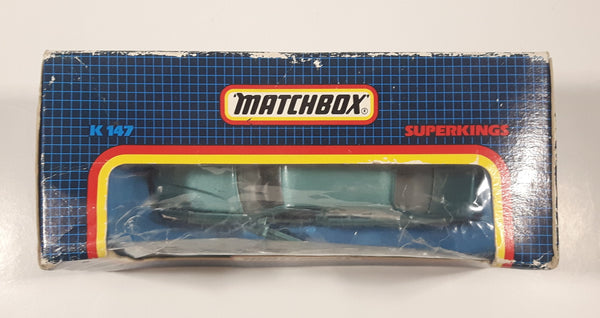 "MATCHBOX"®
K 147
SUPERKINGS